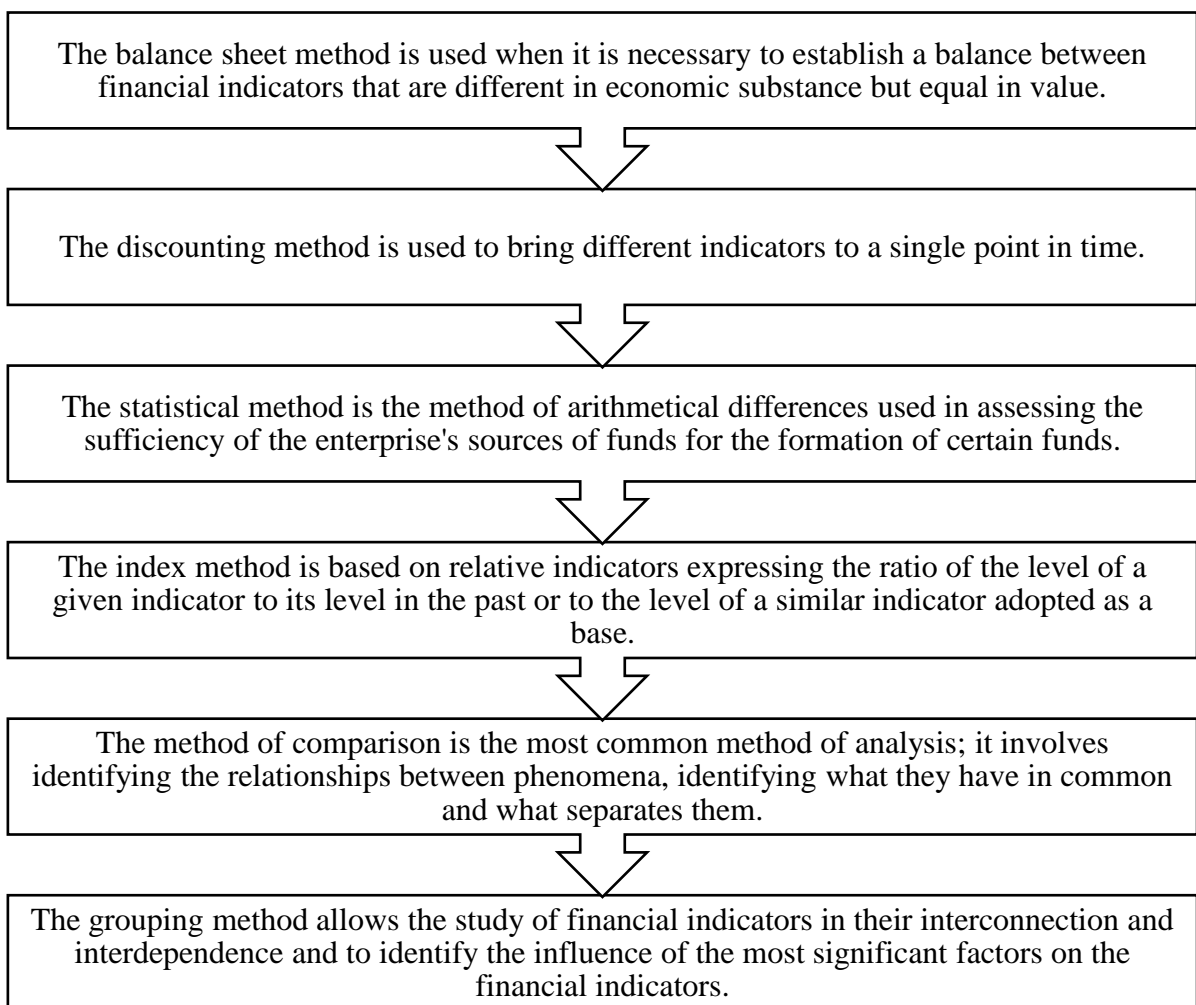 The balance sheet method is used when it is necessary to establish a balance between
financial indicators that are different in economic substance but equal in value.
The discounting method is used to bring different indicators to a single point in time.
The statistical method is the method of arithmetical differences used in assessing the
sufficiency of the enterprise's sources of funds for the formation of certain funds.
The index method is based on relative indicators expressing the ratio of the level of a
given indicator to its level in the past or to the level of a similar indicator adopted as a
base.
The method of comparison is the most common method of analysis; it involves
identifying the relationships between phenomena, identifying what they have in common
and what separates them.
The grouping method allows the study of financial indicators in their interconnection and
interdependence and to identify the influence of the most significant factors on the
financial indicators.